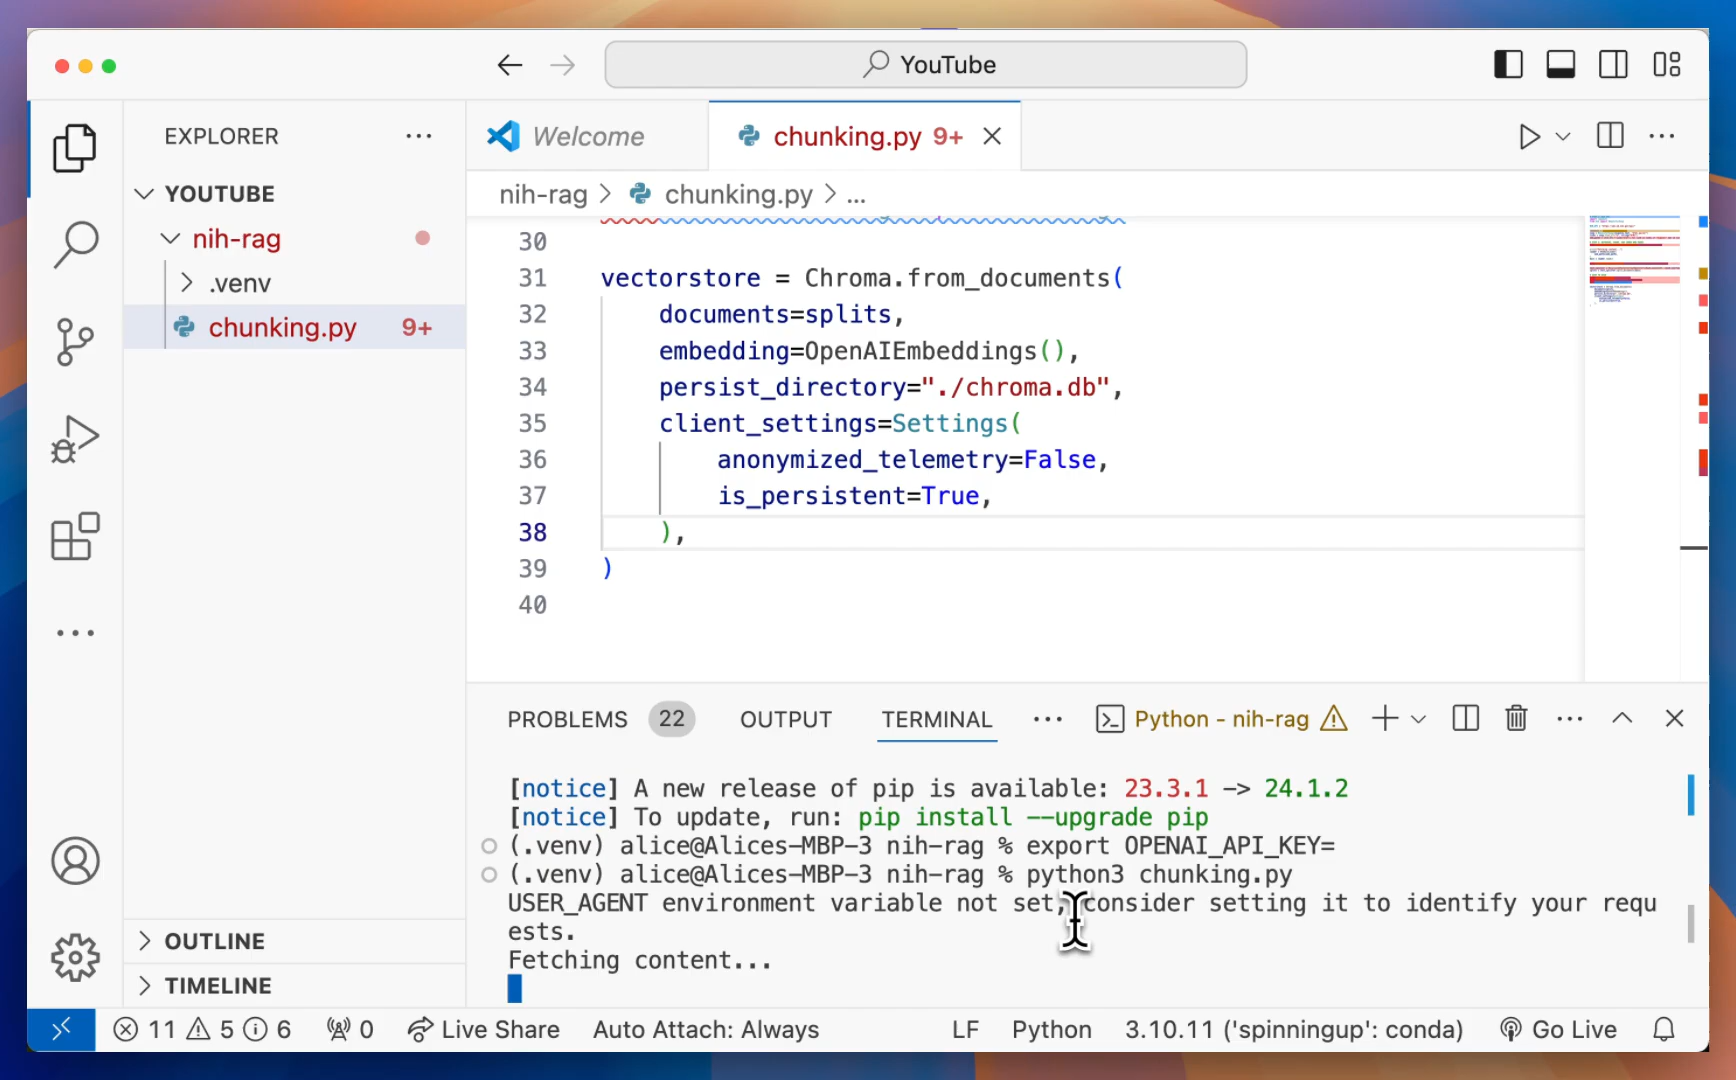 YouTube
EXPLORER
Welcome
chunking.py 9+
YOUTUBE
nih-rag > chunking.py > ...
nih-rag
.venv
chunking.py 9+
30
31 vectorstore = Chroma.from_documents(
32 documents=splits,
33 embedding=OpenAIEmbeddings(),
34 persist_directory="./chroma.db",
35 client_settings=Settings(
36 anonymized_telemetry=False,
37 is_persistent=True,
38 ),
39 )
40
PROBLEMS 22 OUTPUT TERMINAL Python - nih-rag
[notice] A new release of pip is available: 23.3.1 -> 24.1.2
[notice] To update, run: pip install --upgrade pip
(.venv) alice@Alices-MBP-3 nih-rag % export OPENAI_API_KEY=
(.venv) alice@Alices-MBP-3 nih-rag % python3 chunking.py
USER_AGENT environment variable not set, consider setting it to identify your requ
ests.
Fetching content...
OUTLINE
TIMELINE
11 5 6 0 Live Share Auto Attach: Always LF Python 3.10.11 ('spinningup': conda) Go Live